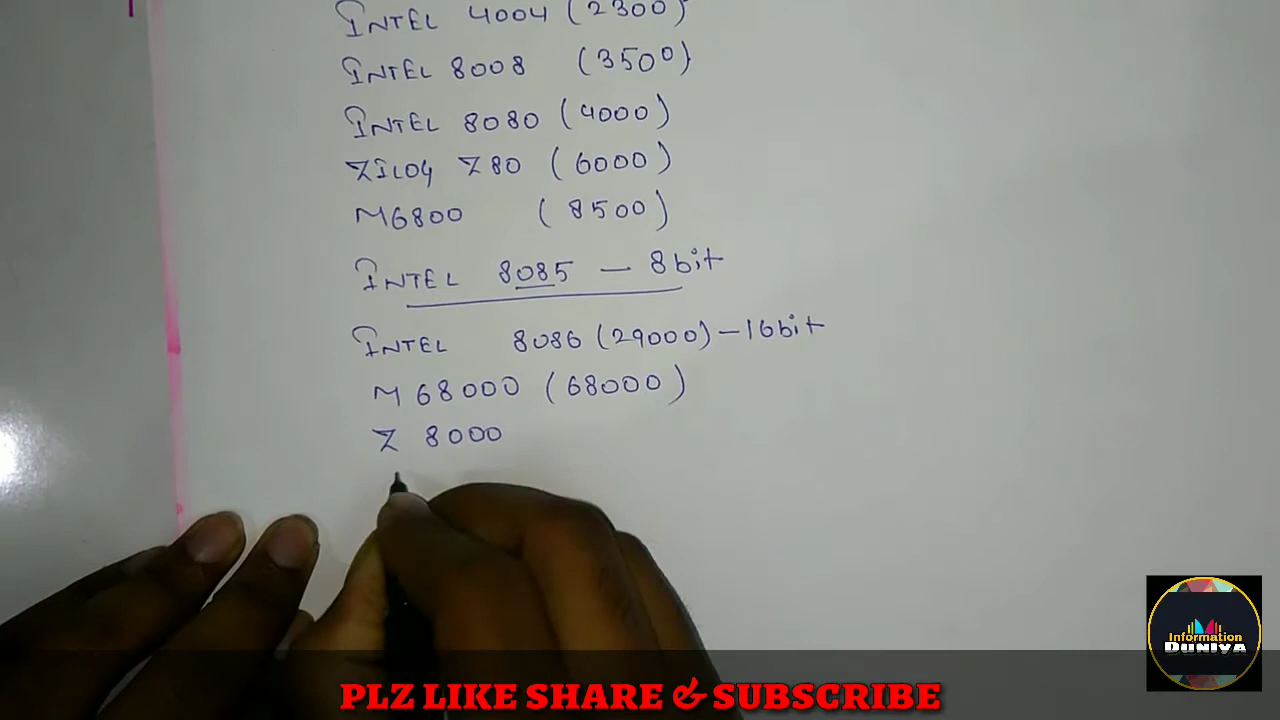 INTEL 4004 (2300)
INTEL 8008 (3500)
INTEL 8080 (4000)
ZILOG Z80 (6000)
M6800 (8500)
INTEL 8085 – 8bit
INTEL 8086 (29000) – 16bit
M 68000 (68000)
Z 8000
Information
DUNIYA
PLZ LIKE SHARE & SUBSCRIBE